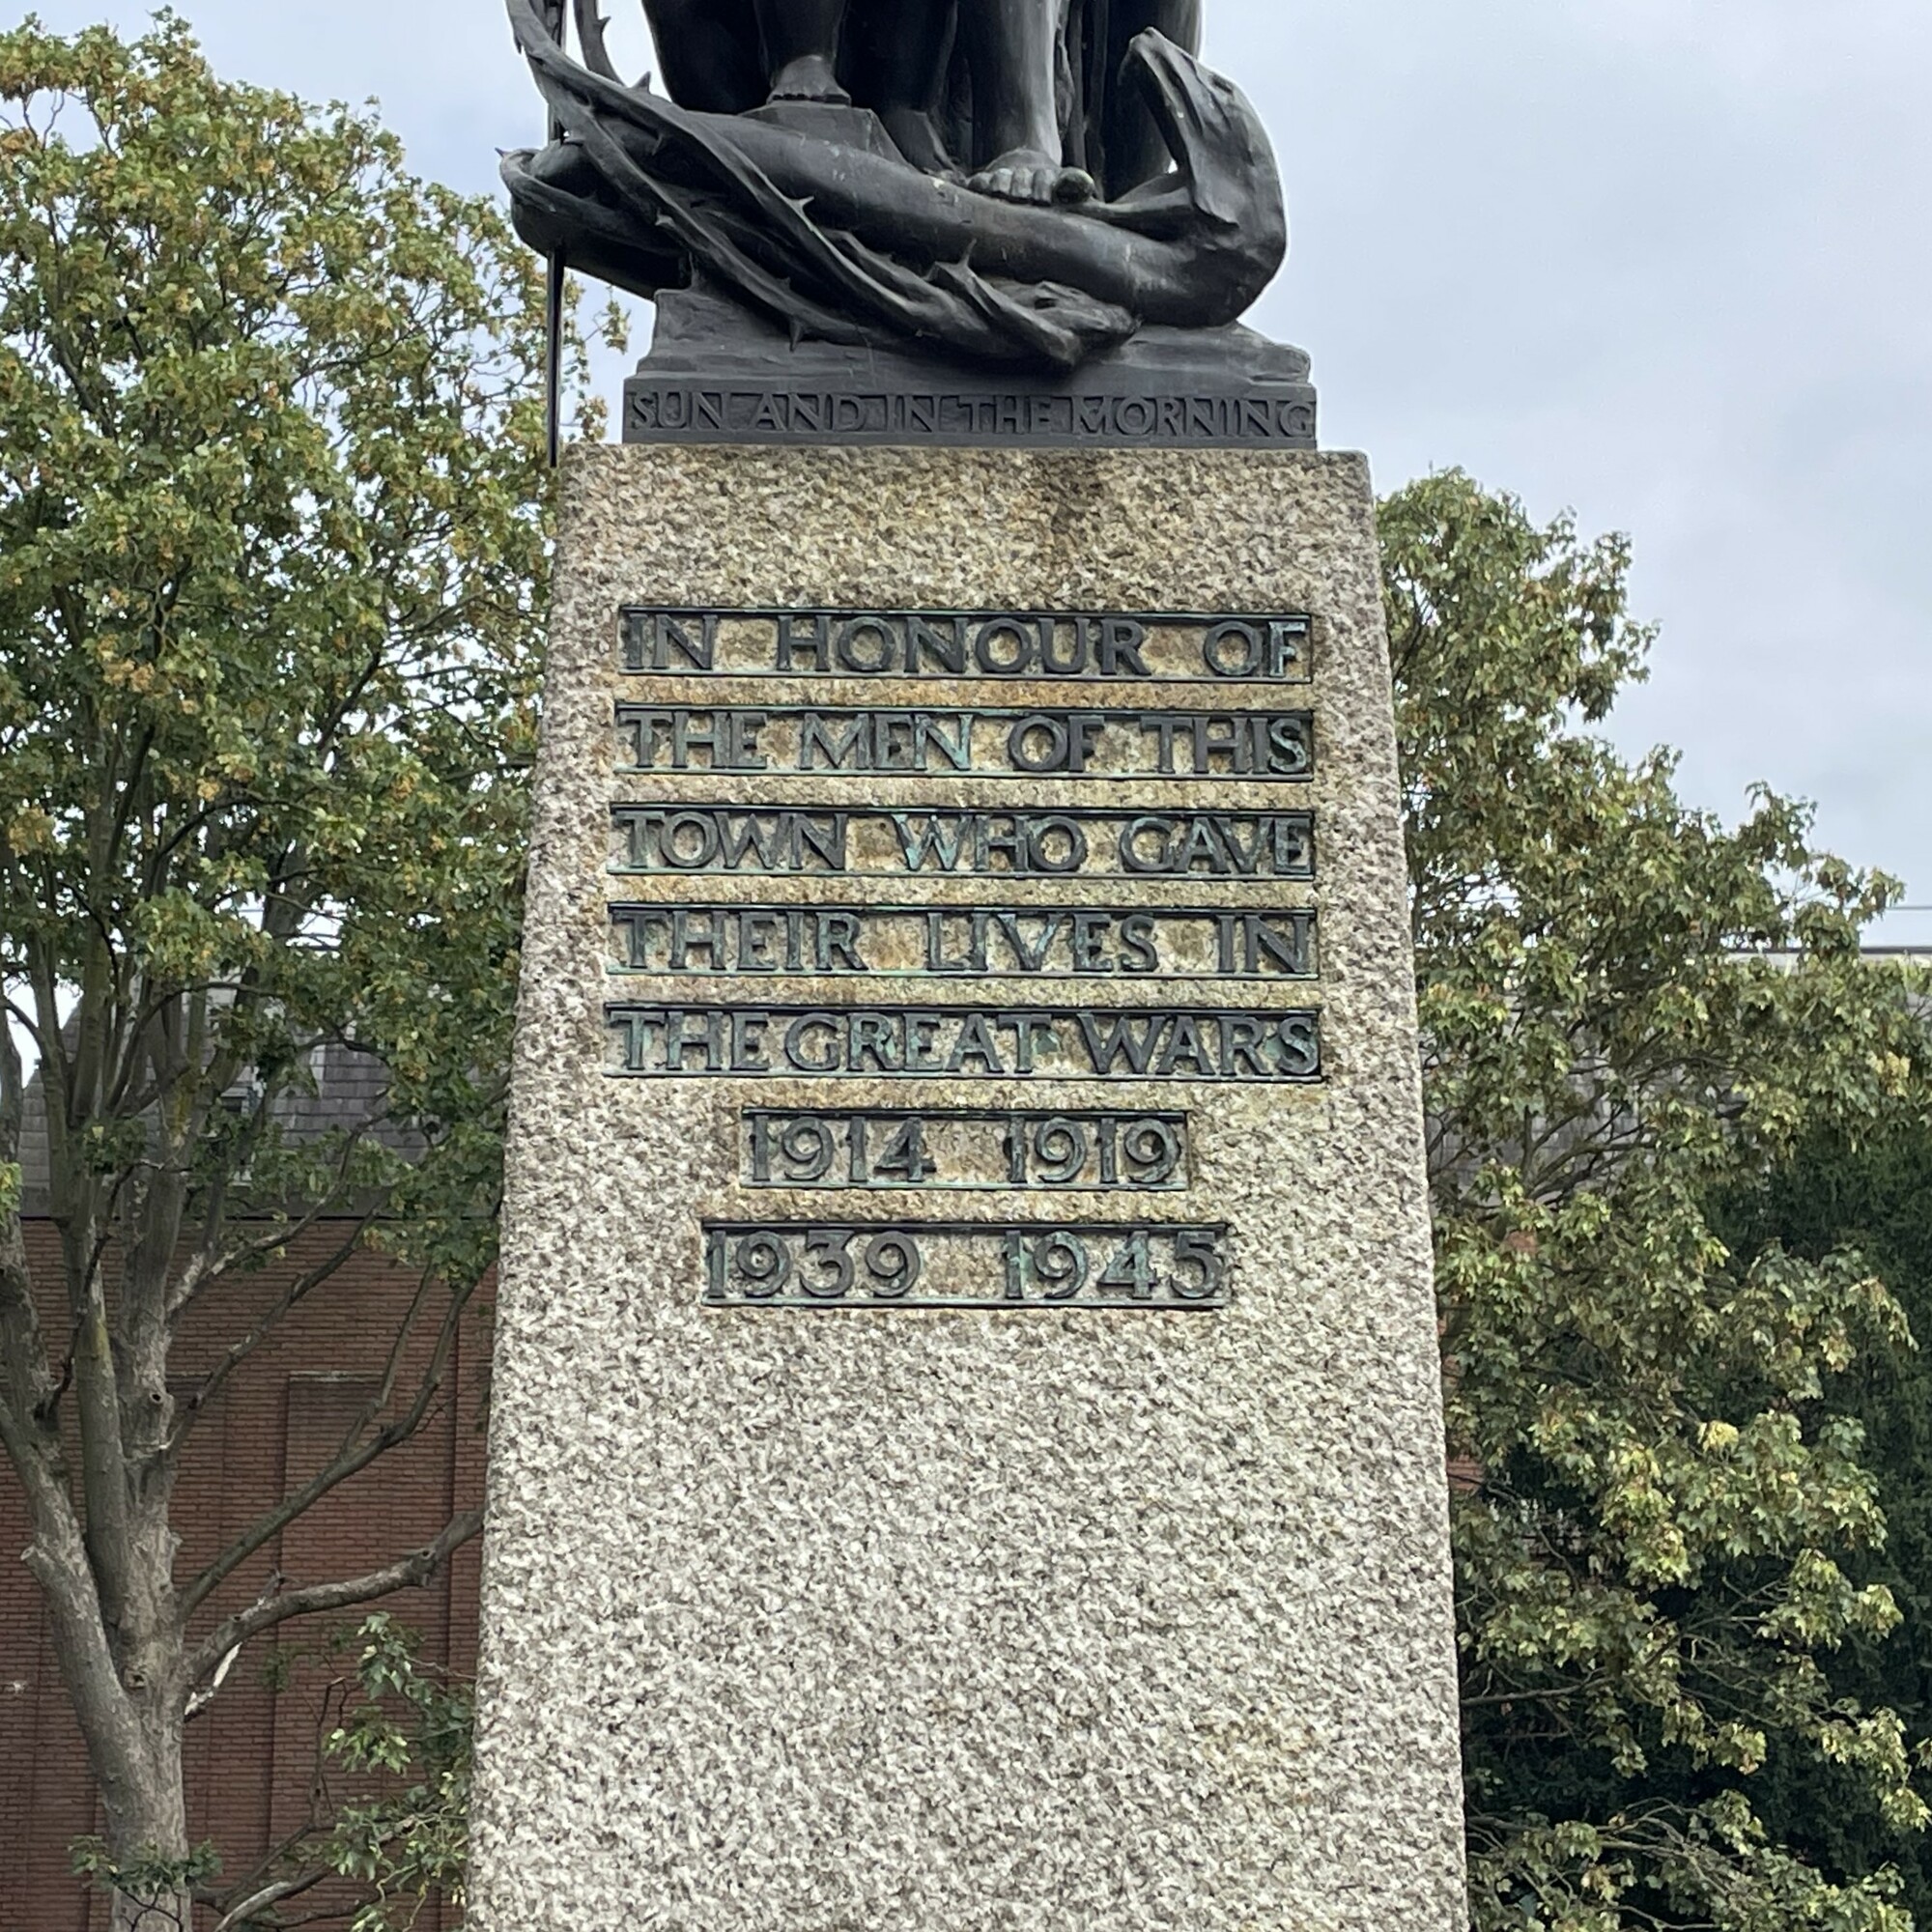 SUN AND IN THE MORNING
IN HONOUR OF
THE MEN OF THIS
TOWN WHO GAVE
THEIR LIVES IN
THE GREAT WARS
1914 1919
1939 1945